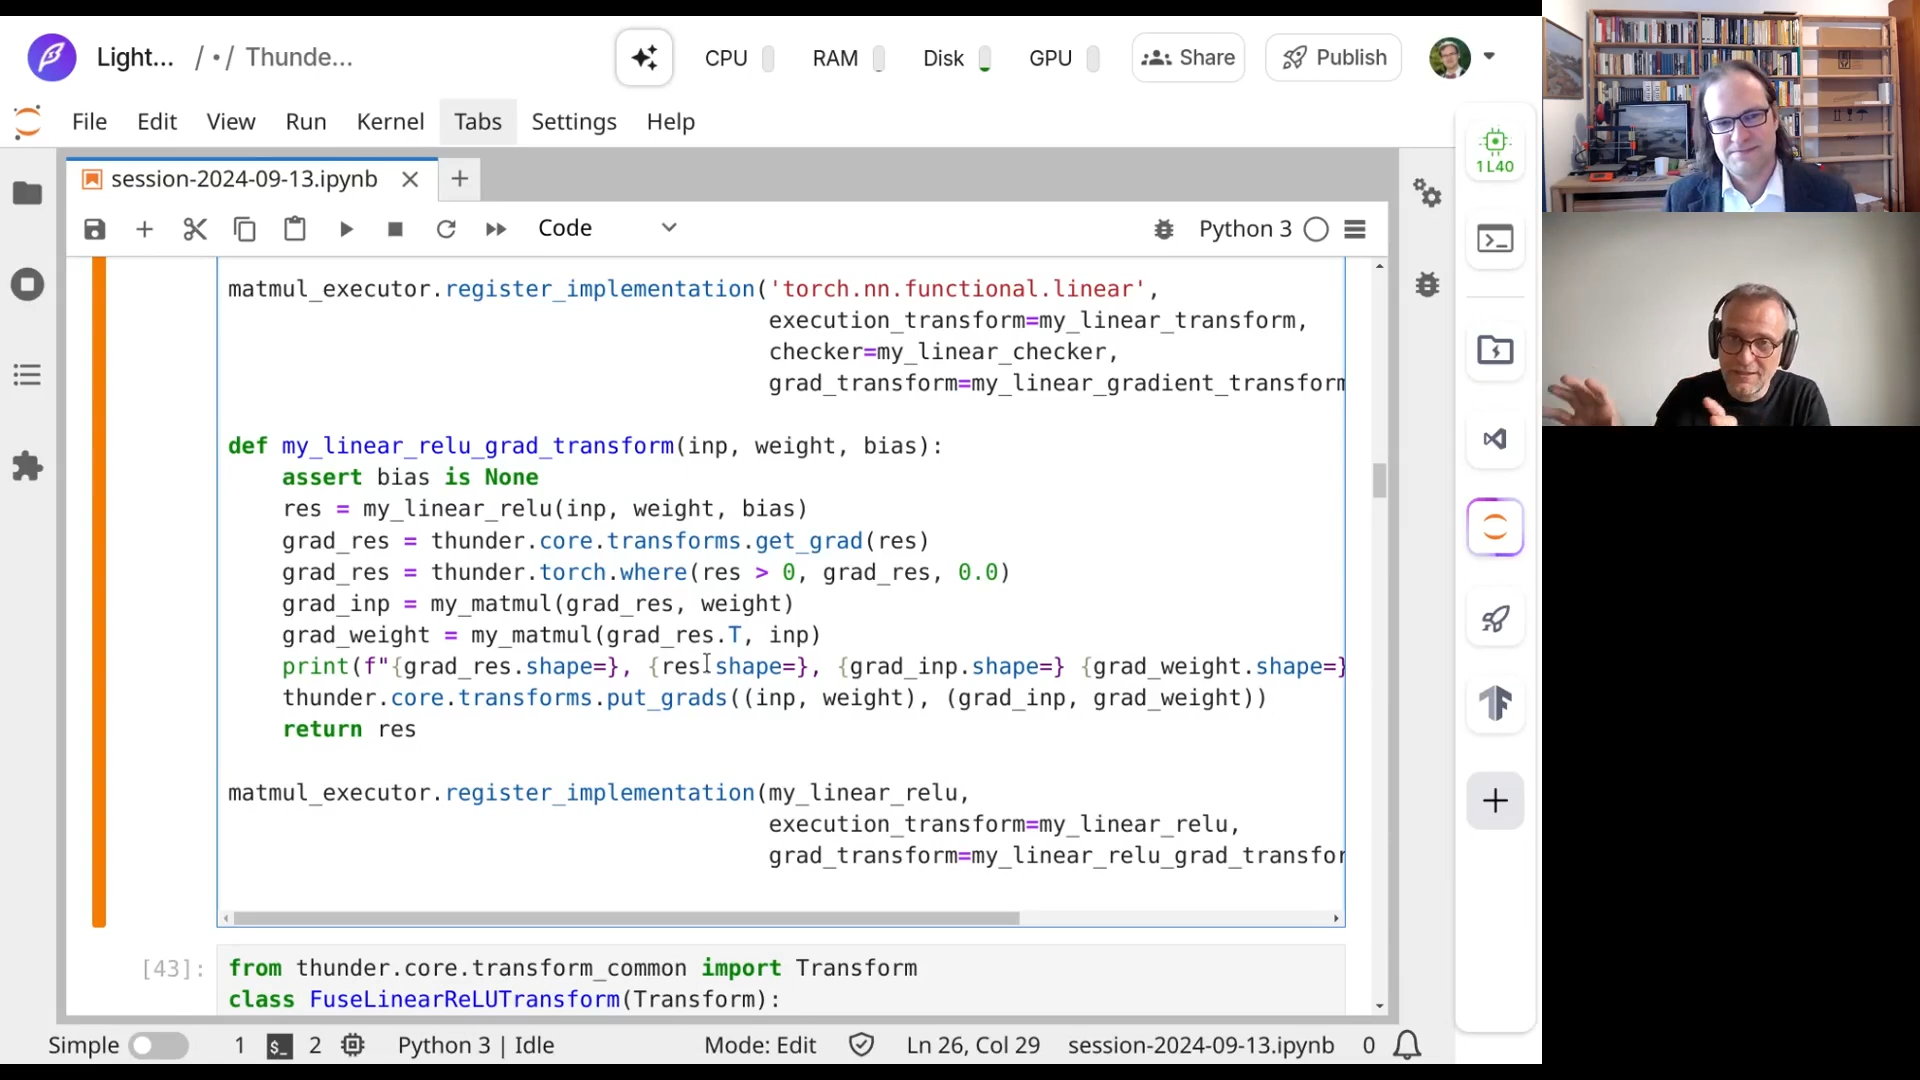 Light... / • / Thunde...
CPU RAM Disk GPU Share Publish
File Edit View Run Kernel Tabs Settings Help
1 L40
session-2024-09-13.ipynb
Code
Python 3
matmul_executor.register_implementation('torch.nn.functional.linear',
execution_transform=my_linear_transform,
checker=my_linear_checker,
grad_transform=my_linear_gradient_transform
def my_linear_relu_grad_transform(inp, weight, bias):
assert bias is None
res = my_linear_relu(inp, weight, bias)
grad_res = thunder.core.transforms.get_grad(res)
grad_res = thunder.torch.where(res > 0, grad_res, 0.0)
grad_inp = my_matmul(grad_res, weight)
grad_weight = my_matmul(grad_res.T, inp)
print(f"{grad_res.shape=}, {res.shape=}, {grad_inp.shape=} {grad_weight.shape=}
thunder.core.transforms.put_grads((inp, weight), (grad_inp, grad_weight))
return res
matmul_executor.register_implementation(my_linear_relu,
execution_transform=my_linear_relu,
grad_transform=my_linear_relu_grad_transfor
[43]:
from thunder.core.transform_common import Transform
class FuseLinearReLUTransform(Transform):
Simple 1 $_ 2 Python 3 | Idle Mode: Edit Ln 26, Col 29 session-2024-09-13.ipynb 0